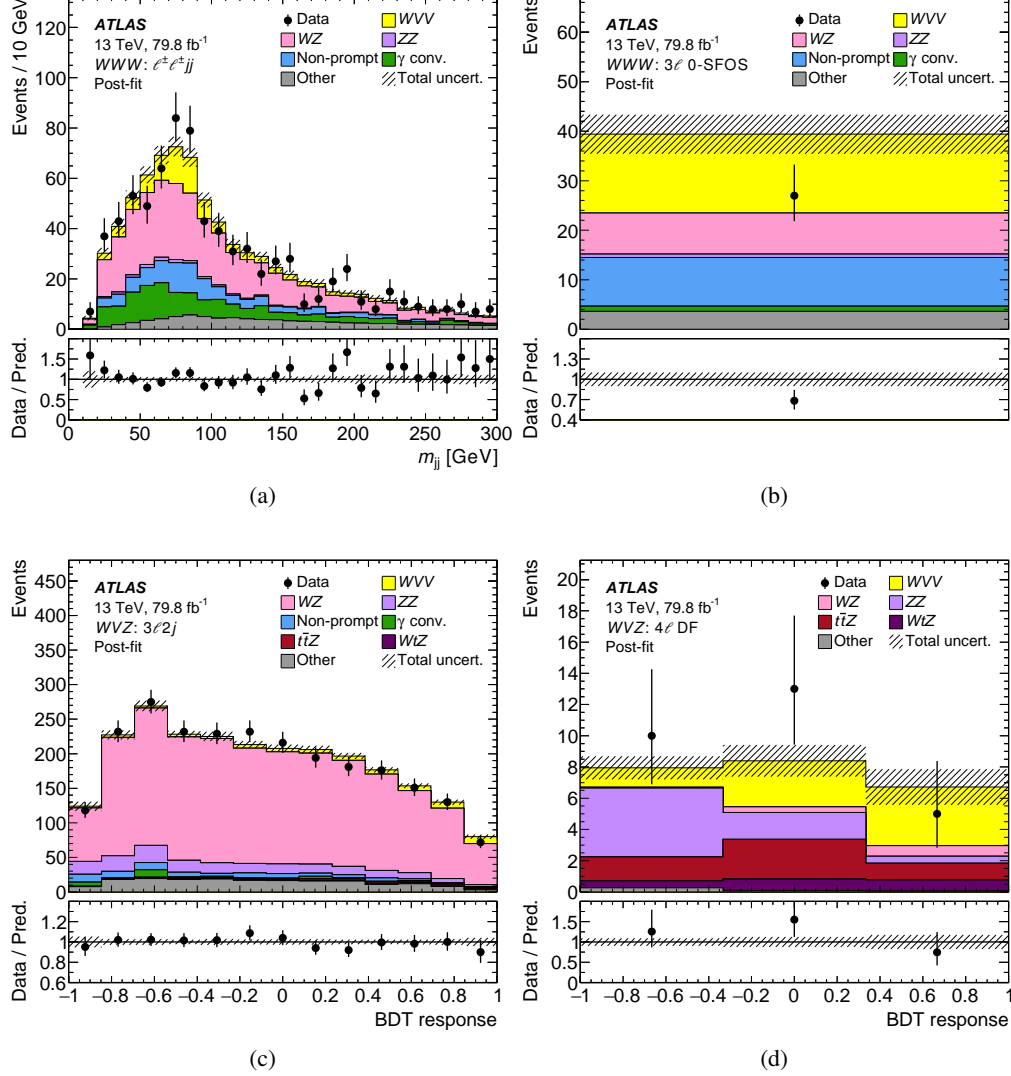 Events / 10 GeV
120
100
80
60
40
20
0
ATLAS
13 TeV, 79.8 fb⁻¹
WWW: ℓ±ℓ±jj
Post-fit
Data
WZ
Non-prompt
Other
WVV
ZZ
γ conv.
Total uncert.
Data / Pred.
1.5
1
0.5
0
0 50 100 150 200 250 300
m_jj [GeV]
(a)
Events
60
50
40
30
20
10
0
ATLAS
13 TeV, 79.8 fb⁻¹
WWW: 3ℓ 0-SFOS
Post-fit
Data
WZ
Non-prompt
Other
WVV
ZZ
γ conv.
Total uncert.
Data / Pred.
1.3
1
0.7
0.4
(b)
Events
450
400
350
300
250
200
150
100
50
0
ATLAS
13 TeV, 79.8 fb⁻¹
WVZ: 3ℓ2j
Post-fit
Data
WZ
Non-prompt
tt̄Z
Other
WVV
ZZ
γ conv.
WtZ
Total uncert.
Data / Pred.
1.2
1
0.8
0.6
−1 −0.8 −0.6 −0.4 −0.2 0 0.2 0.4 0.6 0.8 1
BDT response
(c)
Events
20
18
16
14
12
10
8
6
4
2
0
ATLAS
13 TeV, 79.8 fb⁻¹
WVZ: 4ℓ DF
Post-fit
Data
WZ
tt̄Z
Other
WVV
ZZ
WtZ
Total uncert.
Data / Pred.
1.5
1
0.5
0
−1 −0.8 −0.6 −0.4 −0.2 0 0.2 0.4 0.6 0.8 1
BDT response
(d)